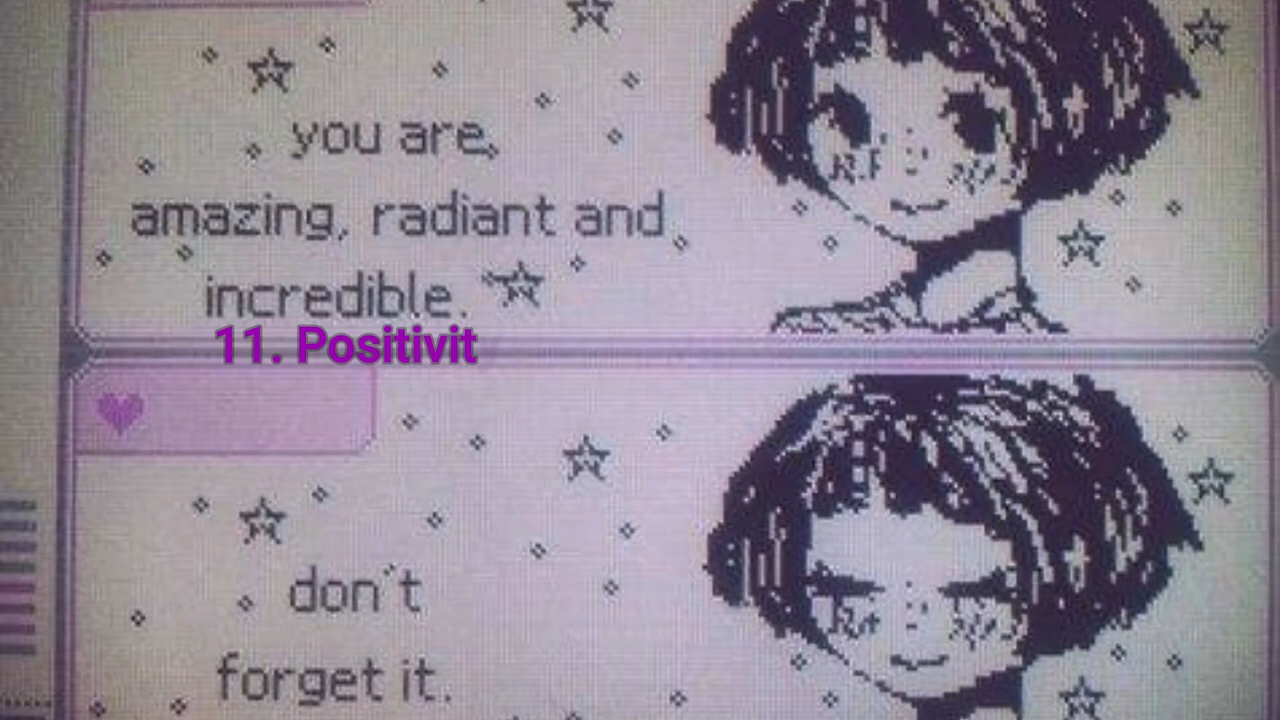 you are,
amazing, radiant and
incredible.
11. Positivit
don't
forget it.